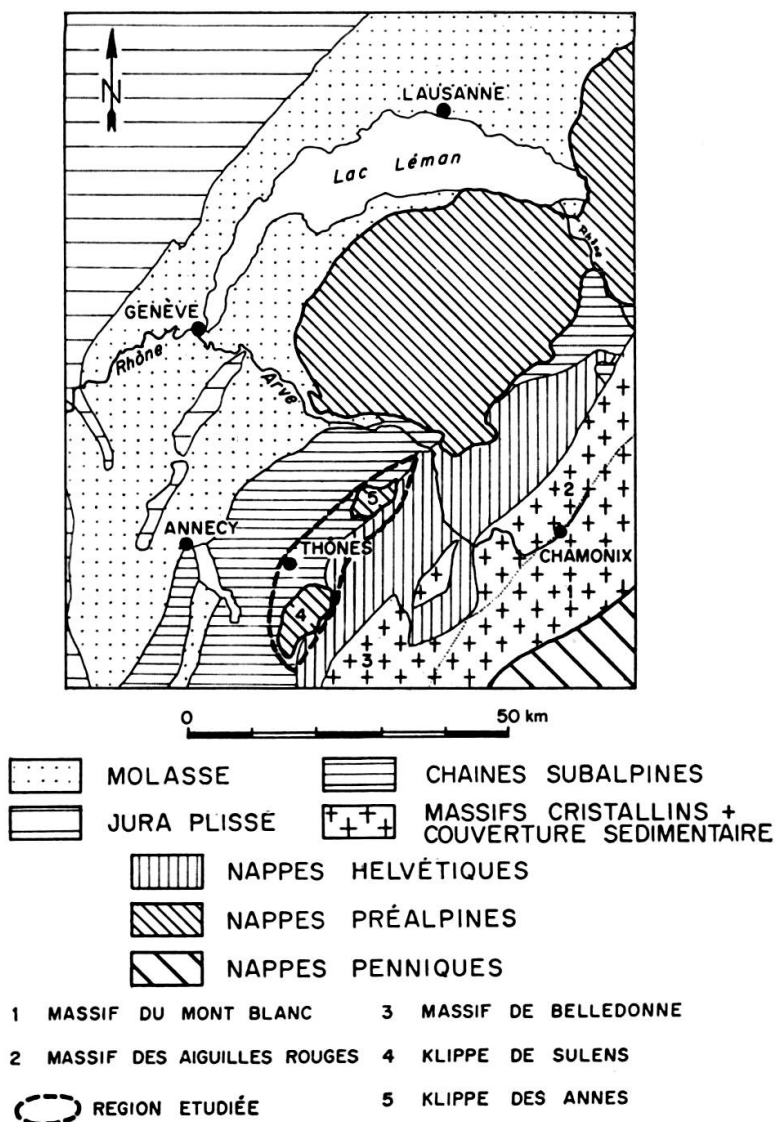 N
LAUSANNE
Lac Léman
Rhône
GENÈVE
Rhône
Arve
2
5
ANNECY
THÔNES
CHAMONIX
1
4
3
0 50 km
MOLASSE
CHAINES SUBALPINES
JURA PLISSÉ
MASSIFS CRISTALLINS +
COUVERTURE SEDIMENTAIRE
NAPPES HELVÉTIQUES
NAPPES PRÉALPINES
NAPPES PENNIQUES
1 MASSIF DU MONT BLANC
3 MASSIF DE BELLEDONNE
2 MASSIF DES AIGUILLES ROUGES
4 KLIPPE DE SULENS
REGION ETUDIÉE
5 KLIPPE DES ANNES